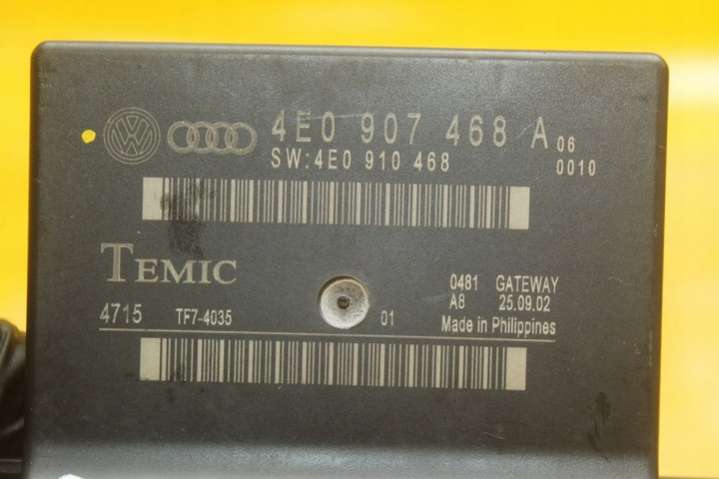 4E0 907 468 A 06
SW:4E0 910 468 0010
TEMIC
0481 GATEWAY
A8 25.09.02
4715 TF7-4035 01 Made in Philippines